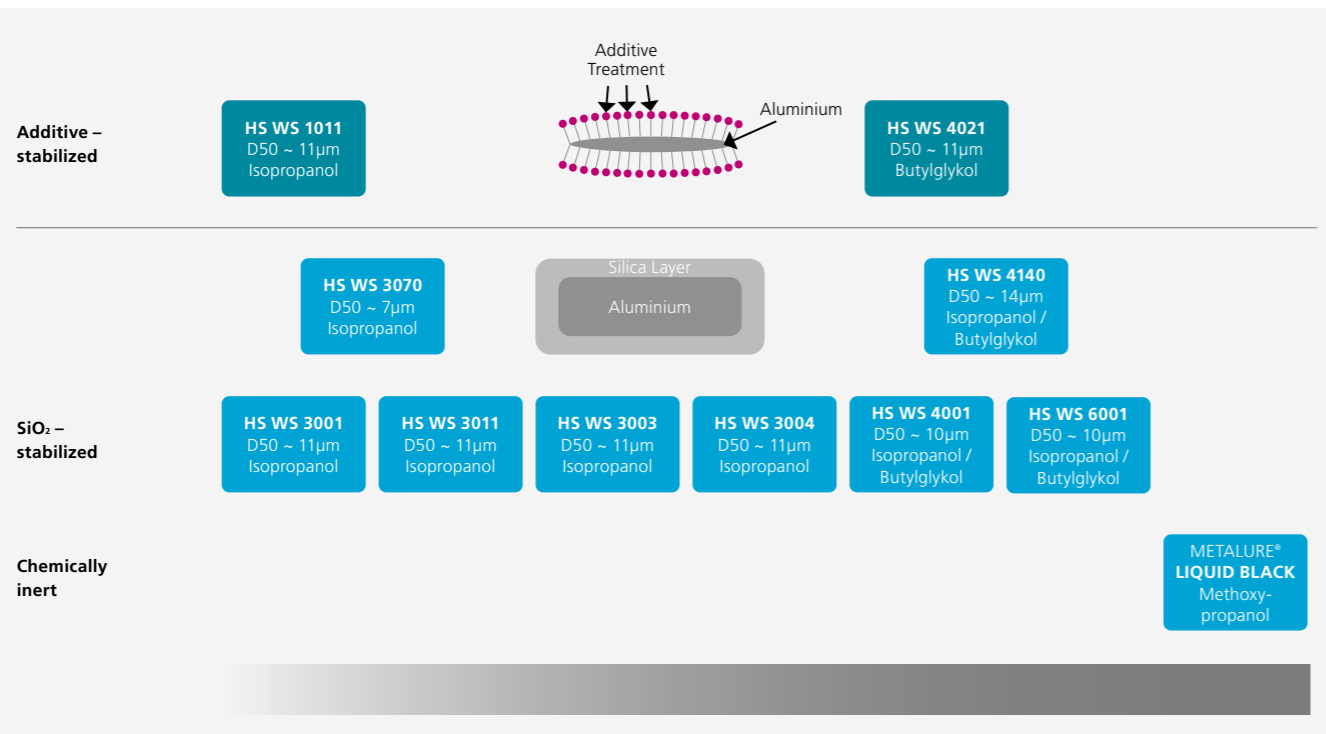 Additive
Treatment
Aluminium
Additive –
stabilized
HS WS 1011
D50 ~ 11µm
Isopropanol
HS WS 4021
D50 ~ 11µm
Butylglykol
HS WS 3070
D50 ~ 7µm
Isopropanol
Silica Layer
Aluminium
HS WS 4140
D50 ~ 14µm
Isopropanol /
Butylglykol
SiO₂ –
stabilized
HS WS 3001
D50 ~ 11µm
Isopropanol
HS WS 3011
D50 ~ 11µm
Isopropanol
HS WS 3003
D50 ~ 11µm
Isopropanol
HS WS 3004
D50 ~ 11µm
Isopropanol
HS WS 4001
D50 ~ 10µm
Isopropanol /
Butylglykol
HS WS 6001
D50 ~ 10µm
Isopropanol /
Butylglykol
Chemically
inert
METALURE®
LIQUID BLACK
Methoxy-
propanol